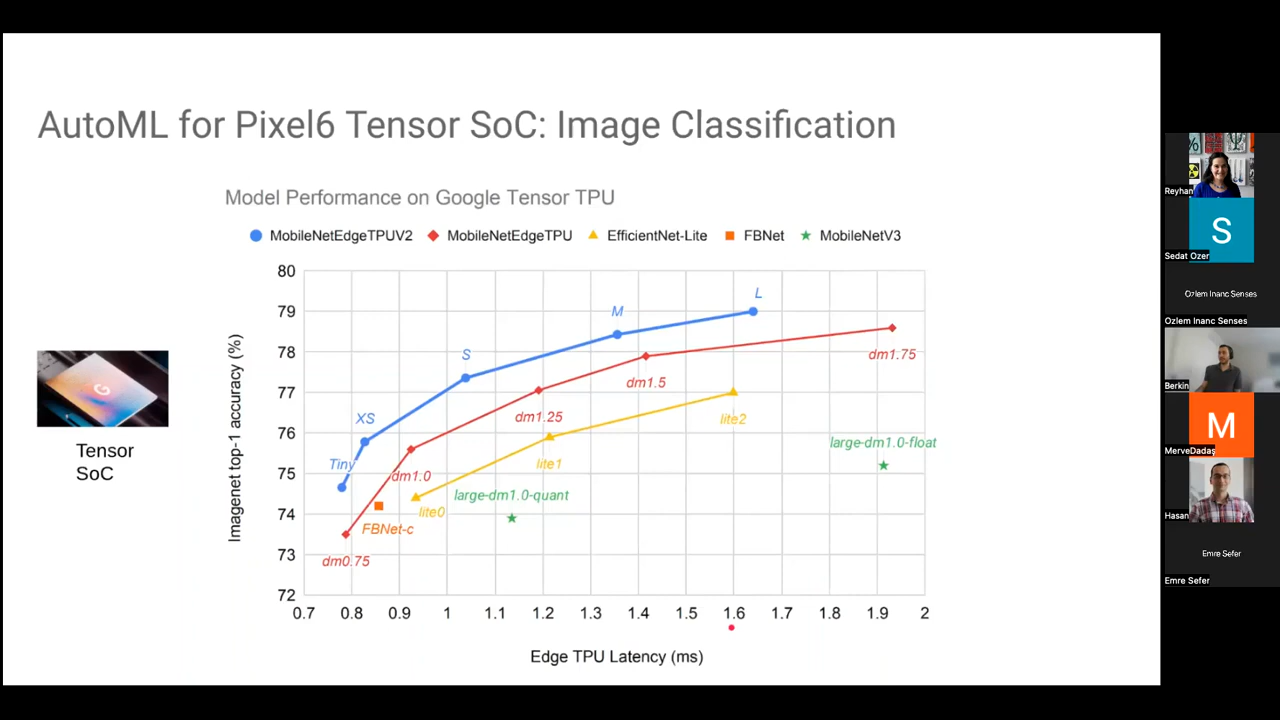 AutoML for Pixel6 Tensor SoC: Image Classification
Model Performance on Google Tensor TPU
MobileNetEdgeTPUV2 MobileNetEdgeTPU EfficientNet-Lite FBNet MobileNetV3
Imagenet top-1 accuracy (%)
80
79
78
77
76
75
74
73
72
L
M
S
XS
Tiny
dm1.75
dm1.5
dm1.25
dm1.0
dm0.75
lite2
lite1
lite0
FBNet-c
large-dm1.0-float
large-dm1.0-quant
0.7 0.8 0.9 1 1.1 1.2 1.3 1.4 1.5 1.6 1.7 1.8 1.9 2
Edge TPU Latency (ms)
G
Tensor
SoC
%
Reyhan
S
Sedat Ozer
Ozlem Inanc Senses
Ozlem Inanc Senses
Berkin
M
MerveDadaş
Hasan
Emre Sefer
Emre Sefer